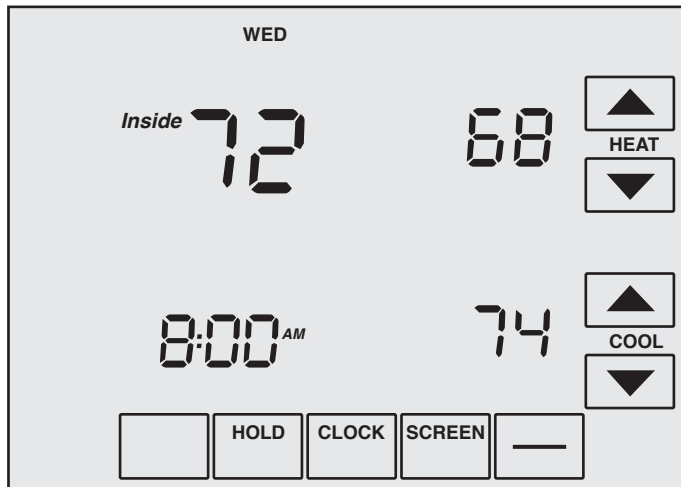 WED
Inside 72 68
HEAT
8:00 AM 74
COOL
HOLD CLOCK SCREEN